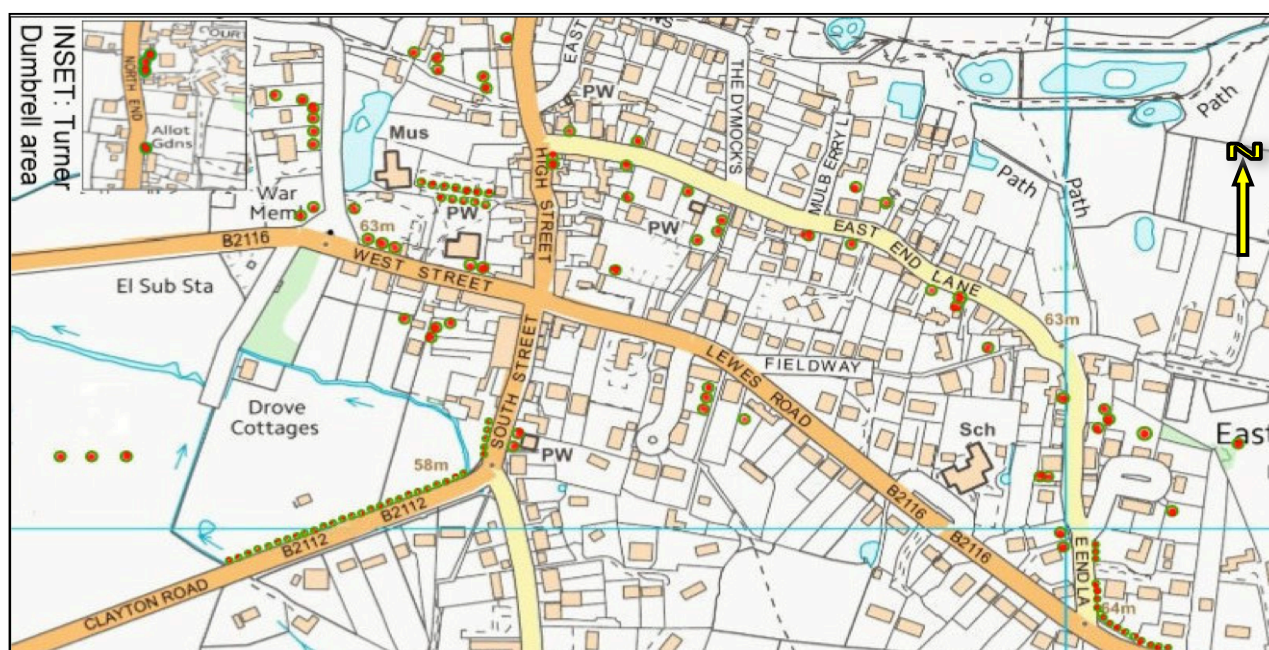 INSET: Turner
Dumbrell area
NORTH END
Allot
Gdns
EAST
PW
Mus
HIGH STREET
THE DYMOCKS
MULBERRY L
Path
Path
Path
N
War
Meml
PW
63m
PW
EAST END LANE
B2116
WEST STREET
El Sub Sta
63m
SOUTH STREET
LEWES ROAD
FIELDWAY
Drove
Cottages
Sch
East
58m
PW
B2116
B2112
B2112
B2116
CLAYTON ROAD
E END LA
64m